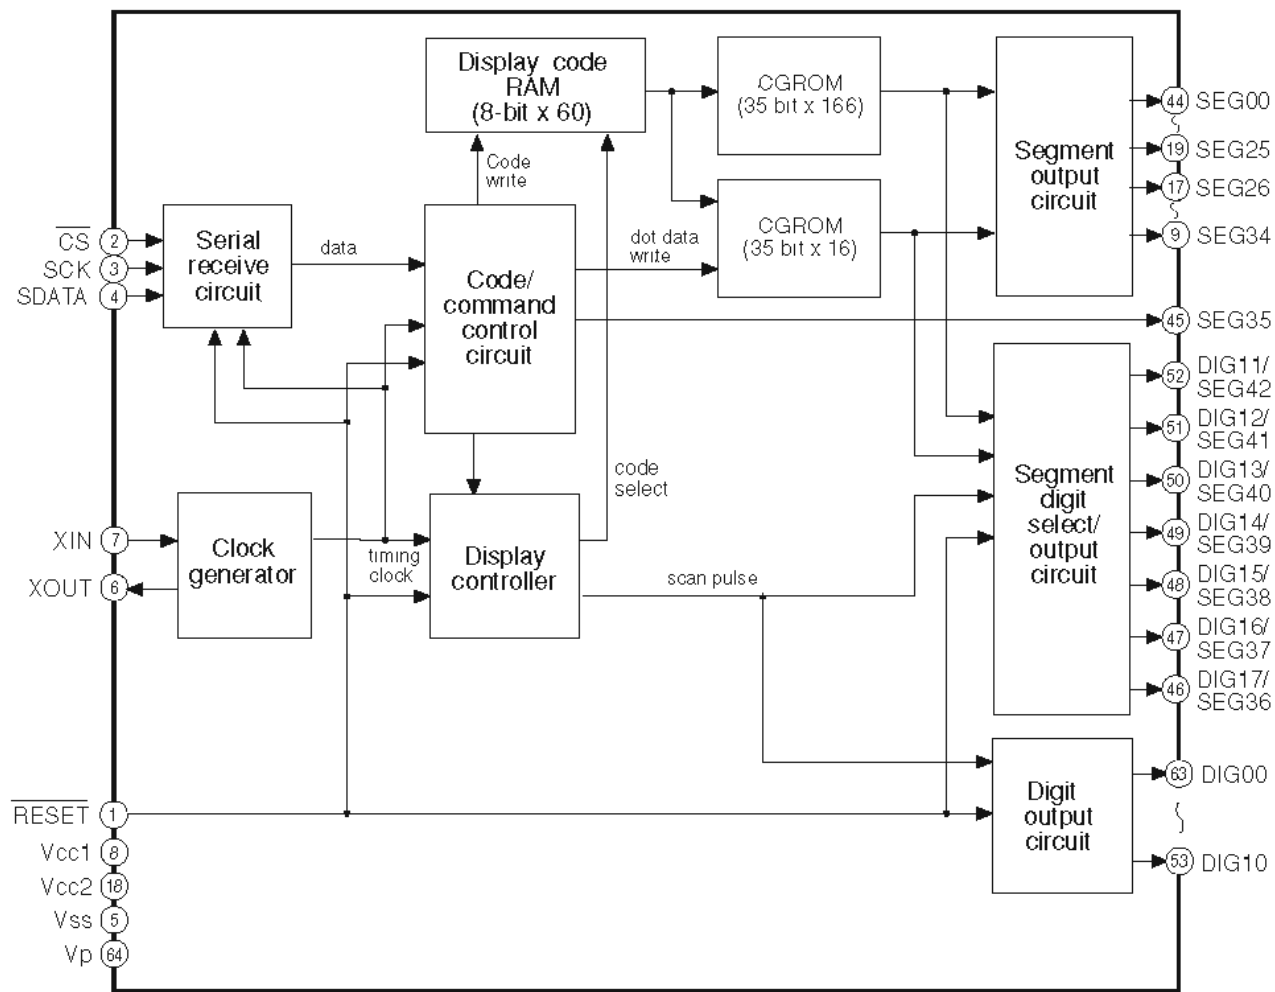 Display code
RAM
(8-bit x 60)
CGROM
(35 bit x 166)
44 SEG00
Segment
output
circuit
19 SEG25
17 SEG26
9 SEG34
Code
write
CGROM
(35 bit x 16)
dot data
write
CS 2
SCK 3
SDATA 4
Serial
receive
circuit
data
Code/
command
control
circuit
45 SEG35
52 DIG11/
SEG42
51 DIG12/
SEG41
50 DIG13/
SEG40
49 DIG14/
SEG39
48 DIG15/
SEG38
47 DIG16/
SEG37
46 DIG17/
SEG36
Segment
digit
select/
output
circuit
code
select
XIN 7
XOUT 6
Clock
generator
timing
clock
Display
controller
scan pulse
63 DIG00
Digit
output
circuit
53 DIG10
RESET 1
Vcc1 8
Vcc2 18
Vss 5
Vp 64